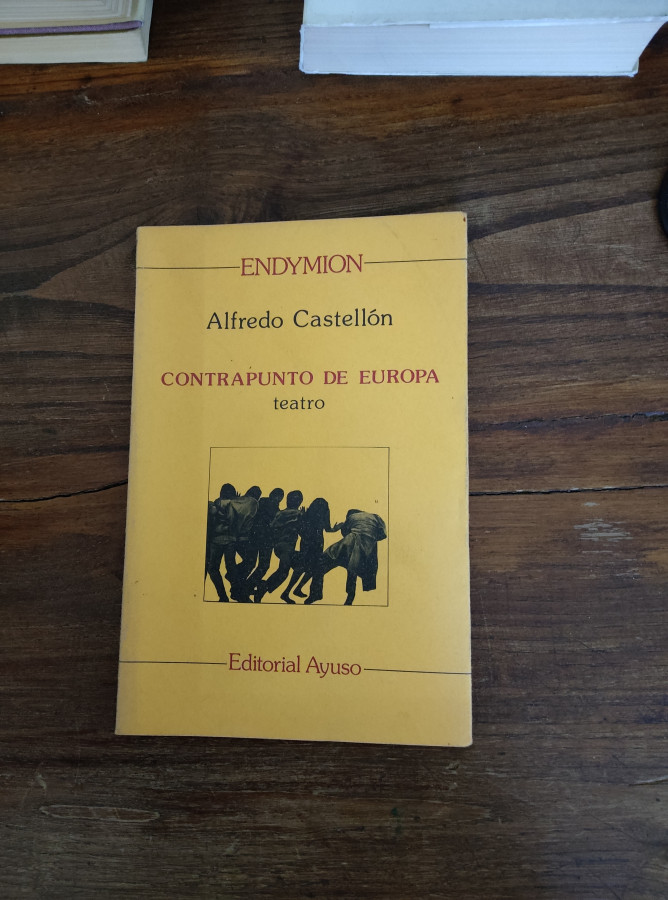 ENDYMION
Alfredo Castellón
CONTRAPUNTO DE EUROPA
teatro
Editorial Ayuso